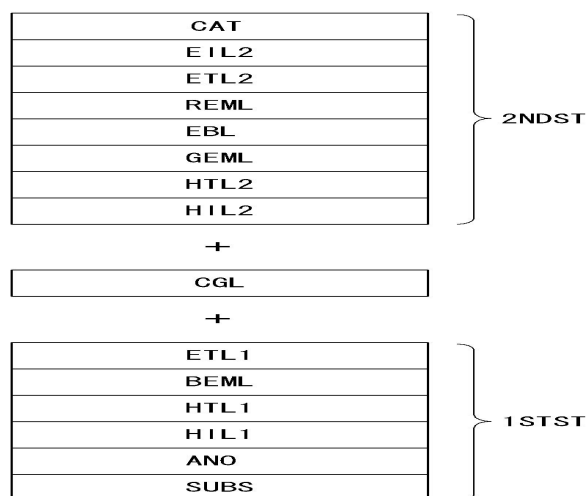 CAT
EIL2
ETL2
REML
EBL
GEML
HTL2
HIL2
2NDST
+
CGL
+
ETL1
BEML
HTL1
HIL1
ANO
SUBS
1STST